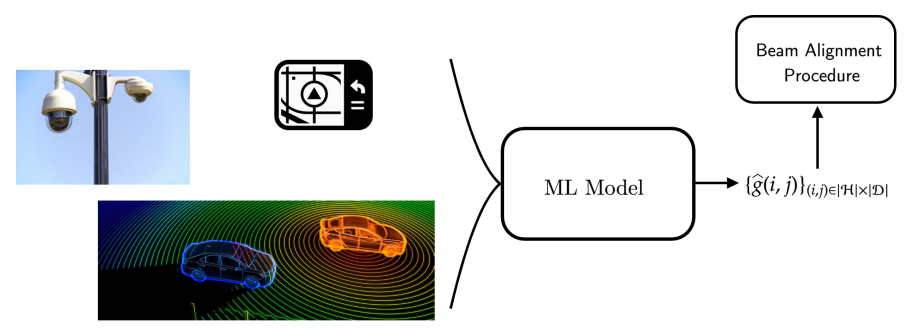 Beam Alignment
Procedure
ML Model
{ĝ(i, j)}₍ᵢ,ⱼ₎∈|ℋ|×|𝒟|